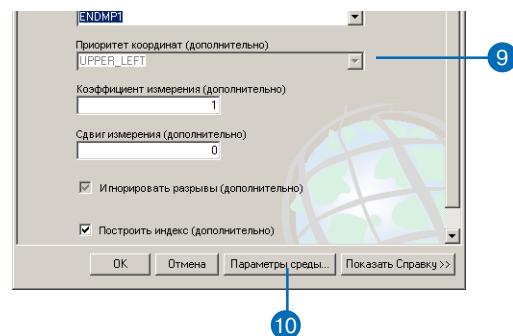 ENDMP1
Приоритет координат (дополнительно)
UPPER_LEFT
9
Коэффициент измерения (дополнительно)
1
Сдвиг измерения (дополнительно)
0
Игнорировать разрывы (дополнительно)
Построить индекс (дополнительно)
OK Отмена Параметры среды... Показать Справку >>
10